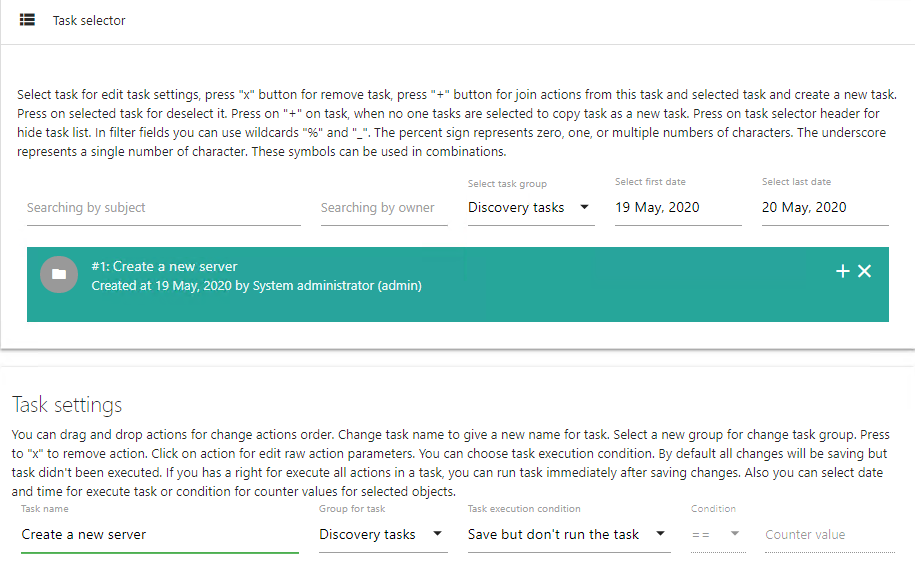 Task selector
Select task for edit task settings, press "x" button for remove task, press "+" button for join actions from this task and selected task and create a new task.
Press on selected task for deselect it. Press on "+" on task, when no one tasks are selected to copy task as a new task. Press on task selector header for
hide task list. In filter fields you can use wildcards "%" and "_". The percent sign represents zero, one, or multiple numbers of characters. The underscore
represents a single number of character. These symbols can be used in combinations.
Select task group Select first date Select last date
Searching by subject Searching by owner Discovery tasks 19 May, 2020 20 May, 2020
#1: Create a new server
Created at 19 May, 2020 by System administrator (admin)
Task settings
You can drag and drop actions for change actions order. Change task name to give a new name for task. Select a new group for change task group. Press
to "x" to remove action. Click on action for edit raw action parameters. You can choose task execution condition. By default all changes will be saving but
task didn't been executed. If you has a right for execute all actions in a task, you can run task immediately after saving changes. Also you can select date
and time for execute task or condition for counter values for selected objects.
Task name Group for task Task execution condition Condition
Create a new server Discovery tasks Save but don't run the task == Counter value